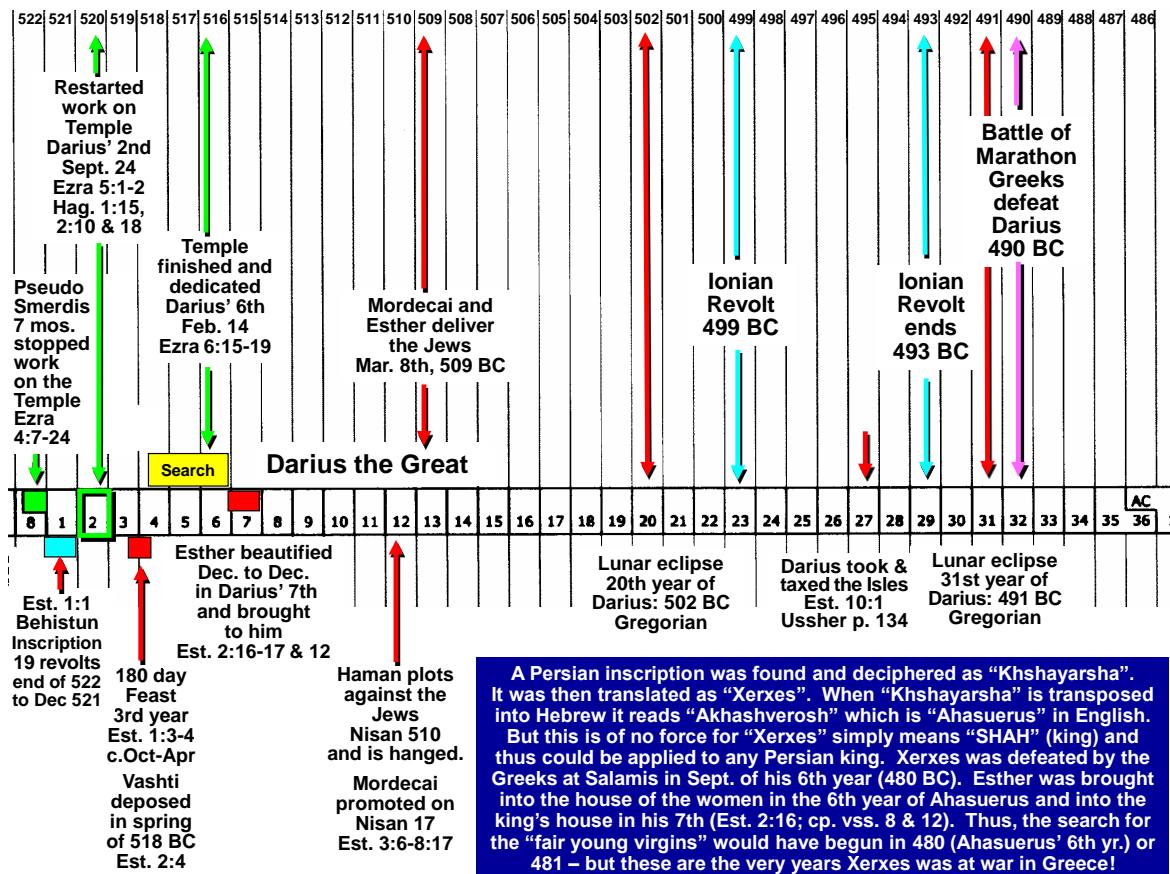 522 521 520 519 518 517 516 515 514 513 512 511 510 509 508 507 506 505 504 503 502 501 500 499 498 497 496 495 494 493 492 491 490 489 488 487 486
Restarted
work on
Temple
Darius’ 2nd
Sept. 24
Ezra 5:1-2
Hag. 1:15,
2:10 & 18
Pseudo
Smerdis
7 mos.
stopped
work
on the
Temple
Ezra
4:7-24
Temple
finished and
dedicated
Darius’ 6th
Feb. 14
Ezra 6:15-19
Mordecai and
Esther deliver
the Jews
Mar. 8th, 509 BC
Ionian
Revolt
499 BC
Ionian
Revolt
ends
493 BC
Battle of
Marathon
Greeks
defeat
Darius
490 BC
Search
Darius the Great
AC
8 1 2 3 4 5 6 7 8 9 10 11 12 13 14 15 16 17 18 19 20 21 22 23 24 25 26 27 28 29 30 31 32 33 34 35 36
Est. 1:1
Behistun
Inscription
19 revolts
end of 522
to Dec 521
180 day
Feast
3rd year
Est. 1:3-4
c.Oct-Apr
Vashti
deposed
in spring
of 518 BC
Est. 2:4
Esther beautified
Dec. to Dec.
in Darius’ 7th
and brought
to him
Est. 2:16-17 & 12
Haman plots
against the
Jews
Nisan 510
and is hanged.
Mordecai
promoted on
Nisan 17
Est. 3:6-8:17
Lunar eclipse
20th year of
Darius: 502 BC
Gregorian
Darius took &
taxed the Isles
Est. 10:1
Ussher p. 134
Lunar eclipse
31st year of
Darius: 491 BC
Gregorian
A Persian inscription was found and deciphered as “Khshayarsha”.
It was then translated as “Xerxes”. When “Khshayarsha” is transposed
into Hebrew it reads “Akhashverosh” which is “Ahasuerus” in English.
But this is of no force for “Xerxes” simply means “SHAH” (king) and
thus could be applied to any Persian king. Xerxes was defeated by the
Greeks at Salamis in Sept. of his 6th year (480 BC). Esther was brought
into the house of the women in the 6th year of Ahasuerus and into the
king’s house in his 7th (Est. 2:16; cp. vss. 8 & 12). Thus, the search for
the “fair young virgins” would have begun in 480 (Ahasuerus’ 6th yr.) or
481 – but these are the very years Xerxes was at war in Greece!